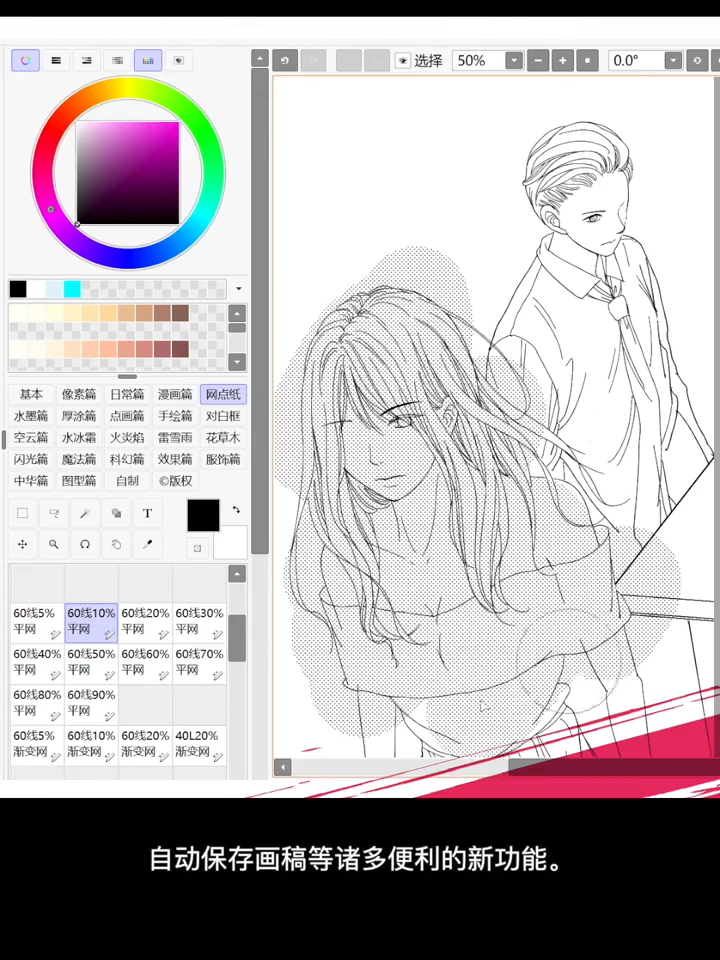 选择 50% 0.0°
基本 像素篇 日常篇 漫画篇 网点纸
水墨篇 厚涂篇 点画篇 手绘篇 对白框
空云篇 水冰霜 火炎焰 雷雪雨 花草木
闪光篇 魔法篇 科幻篇 效果篇 服饰篇
中华篇 图型篇 自制 ©版权
T
60线5% 60线10% 60线20% 60线30%
平网 平网 平网 平网
60线40% 60线50% 60线60% 60线70%
平网 平网 平网 平网
60线80% 60线90%
平网 平网
60线5% 60线10% 60线20% 40L20%
渐变网 渐变网 渐变网 渐变网
自动保存画稿等诸多便利的新功能。